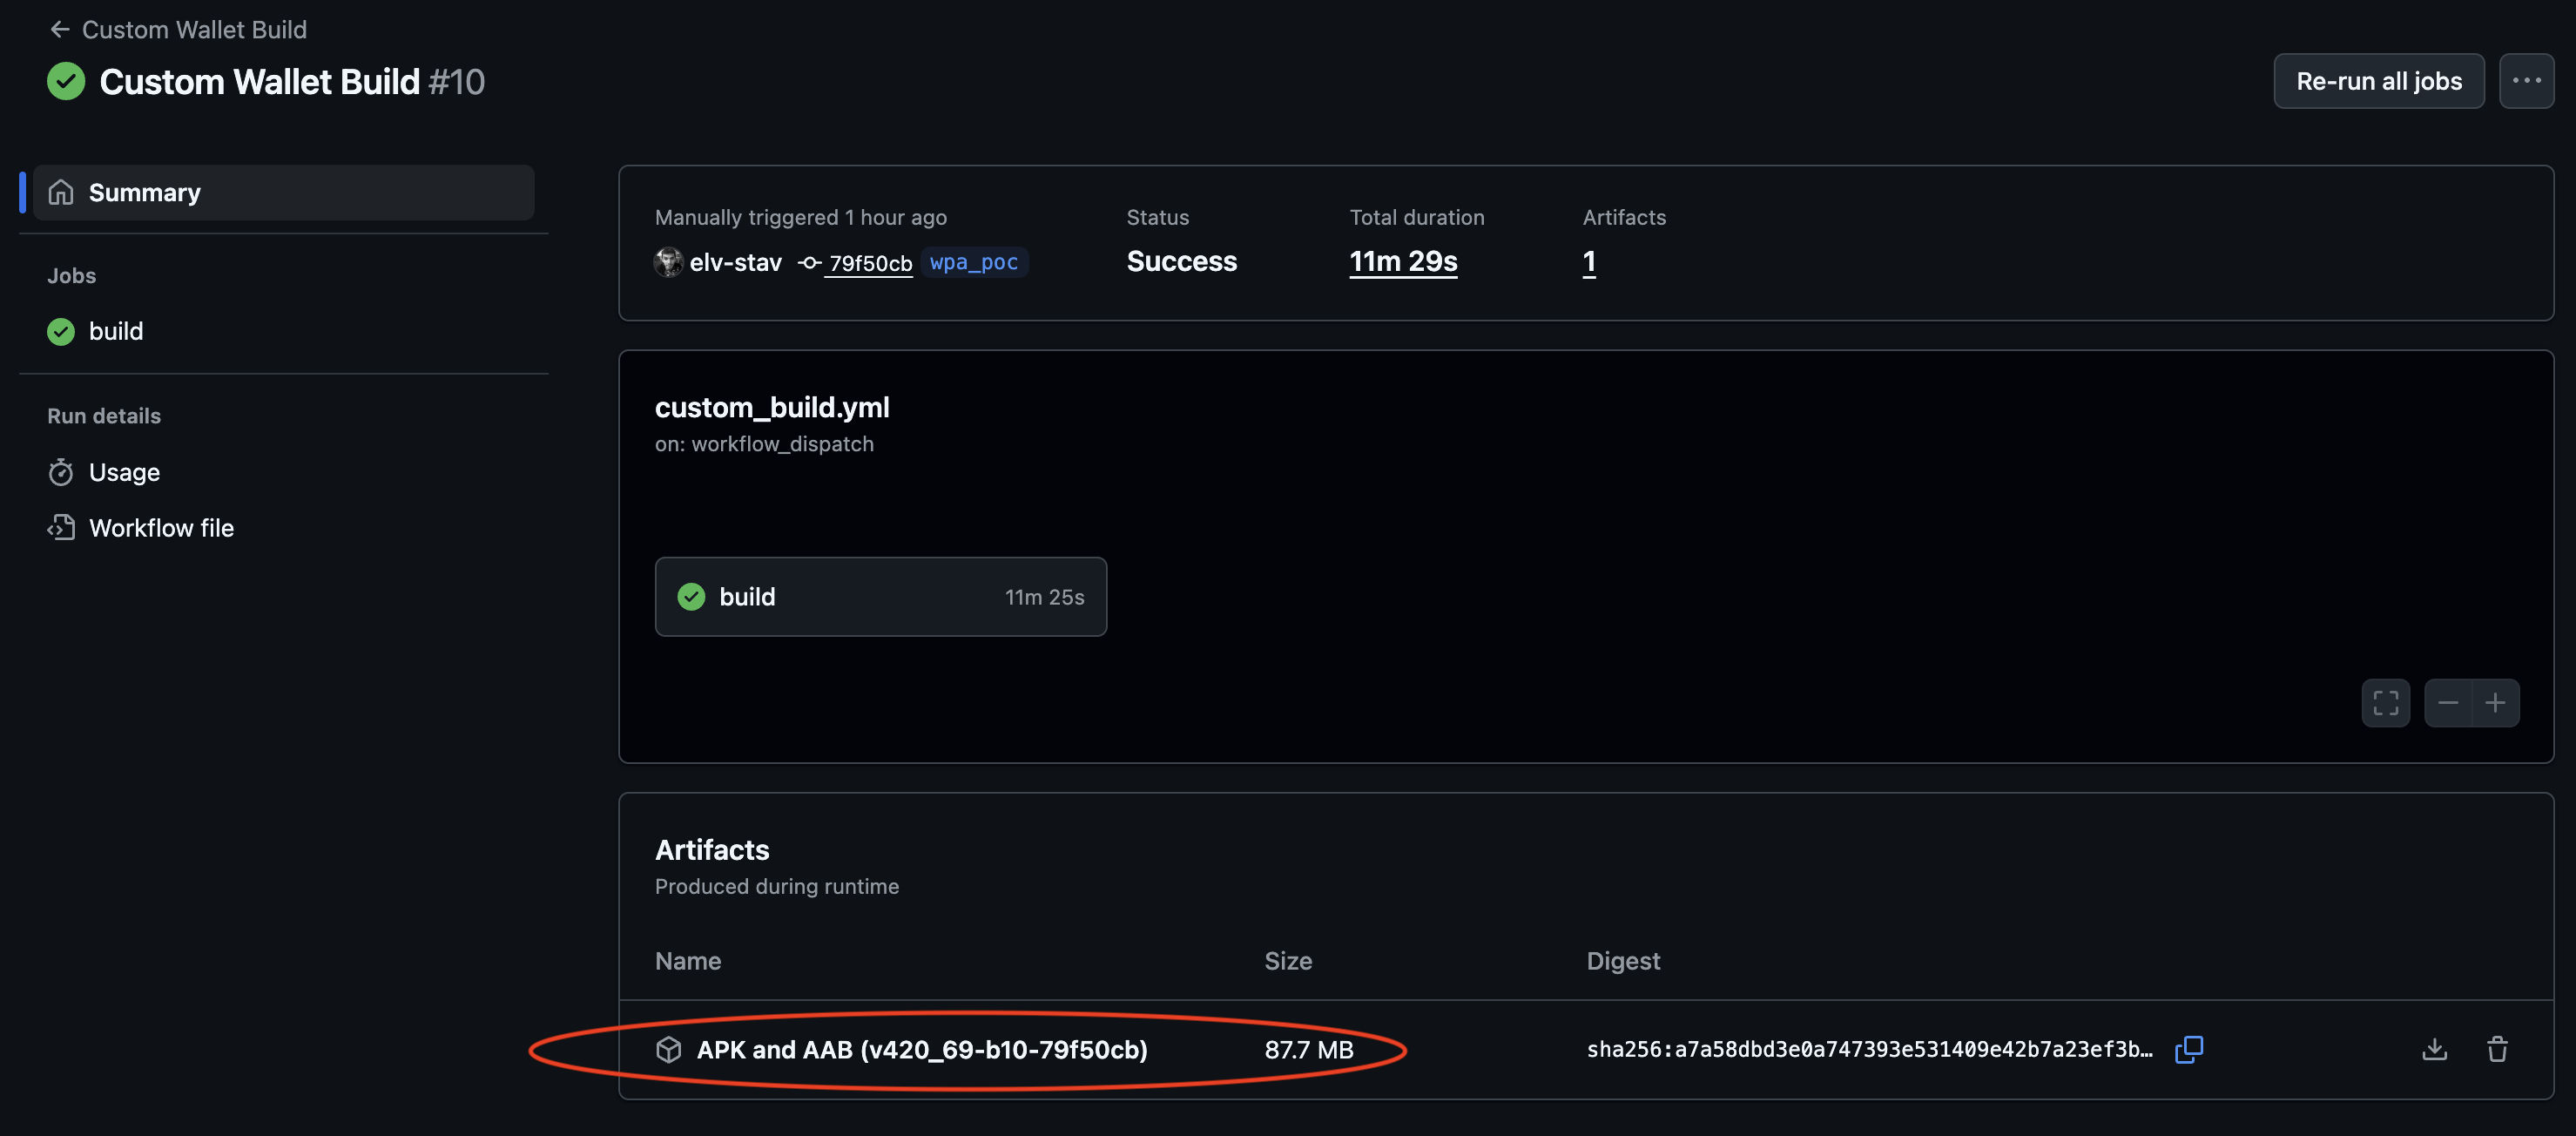 Custom Wallet Build
Custom Wallet Build #10
Re-run all jobs
Summary
Jobs
build
Run details
Usage
Workflow file
Manually triggered 1 hour ago
elv-stav 79f50cb wpa_poc
Status
Success
Total duration
11m 29s
Artifacts
1
custom_build.yml
on: workflow_dispatch
build 11m 25s
Artifacts
Produced during runtime
Name Size Digest
APK and AAB (v420_69-b10-79f50cb) 87.7 MB sha256:a7a58dbd3e0a747393e531409e42b7a23ef3b…